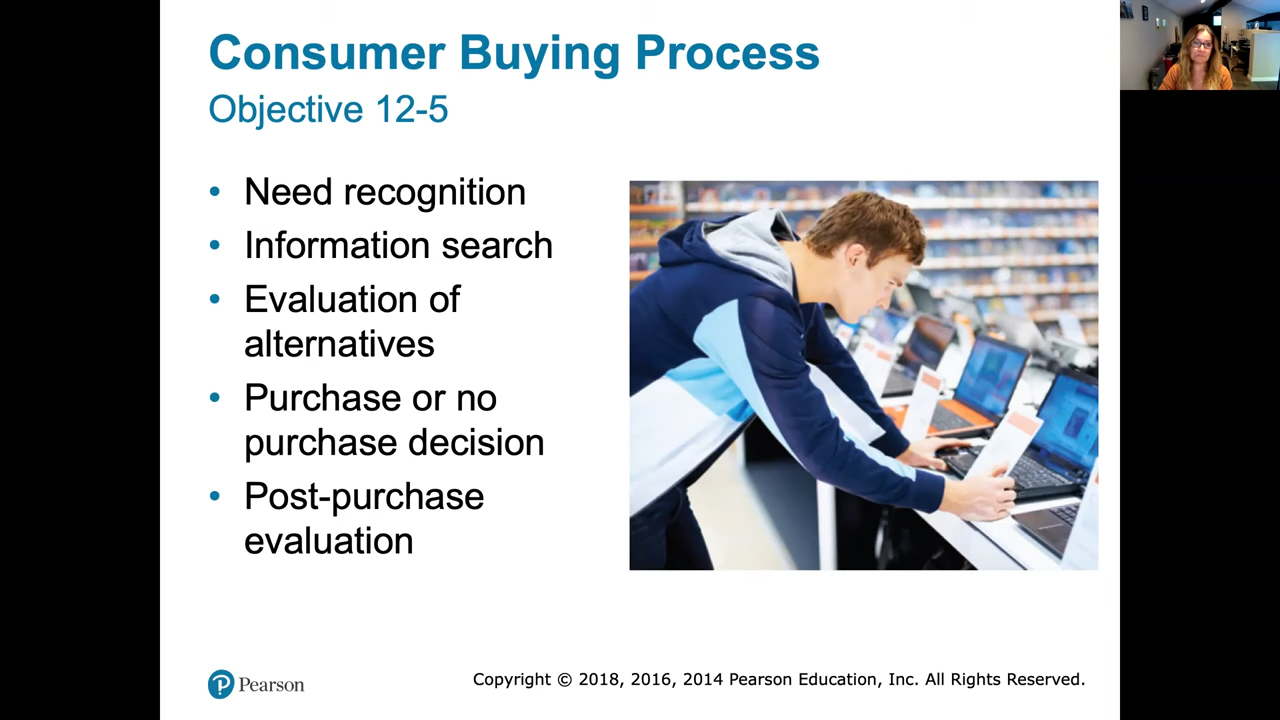 Consumer Buying Process
Objective 12-5
• Need recognition
• Information search
• Evaluation of
alternatives
• Purchase or no
purchase decision
• Post-purchase
evaluation
Pearson
Copyright © 2018, 2016, 2014 Pearson Education, Inc. All Rights Reserved.